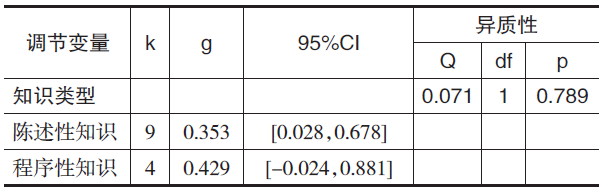 调节变量 k g 95%CI 异质性
Q df p
知识类型 0.071 1 0.789
陈述性知识 9 0.353 [0.028,0.678]
程序性知识 4 0.429 [-0.024,0.881]